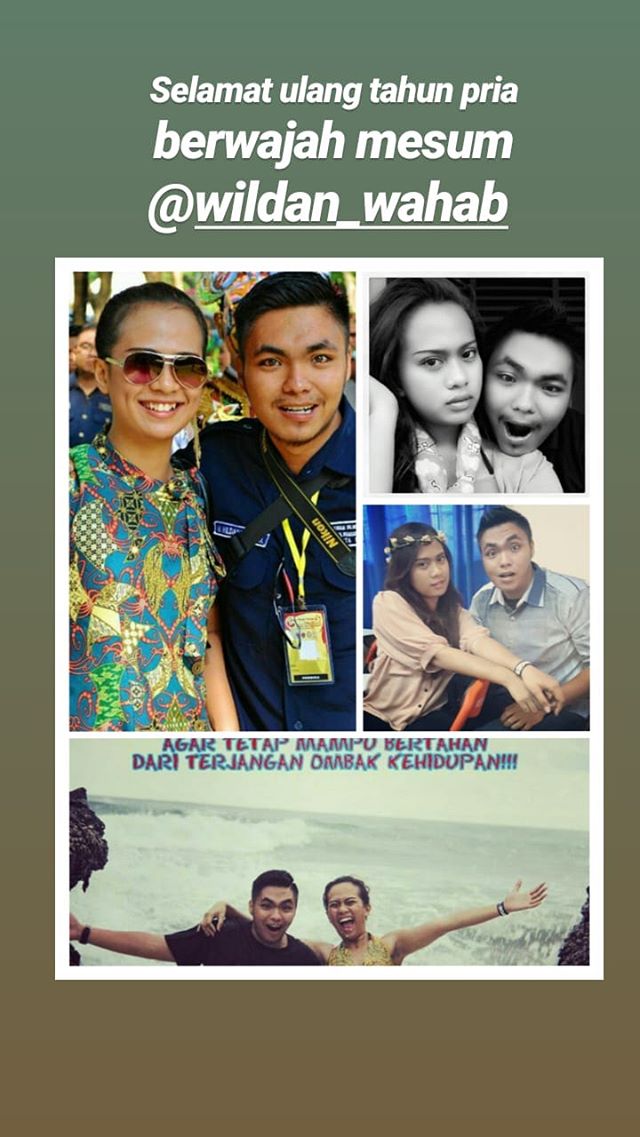 Selamat ulang tahun pria
berwajah mesum
@wildan_wahab
Nikon
AGAR TETAP MAMPU BERTAHAN
DARI TERJANGAN OMBAK KEHIDUPAN!!!